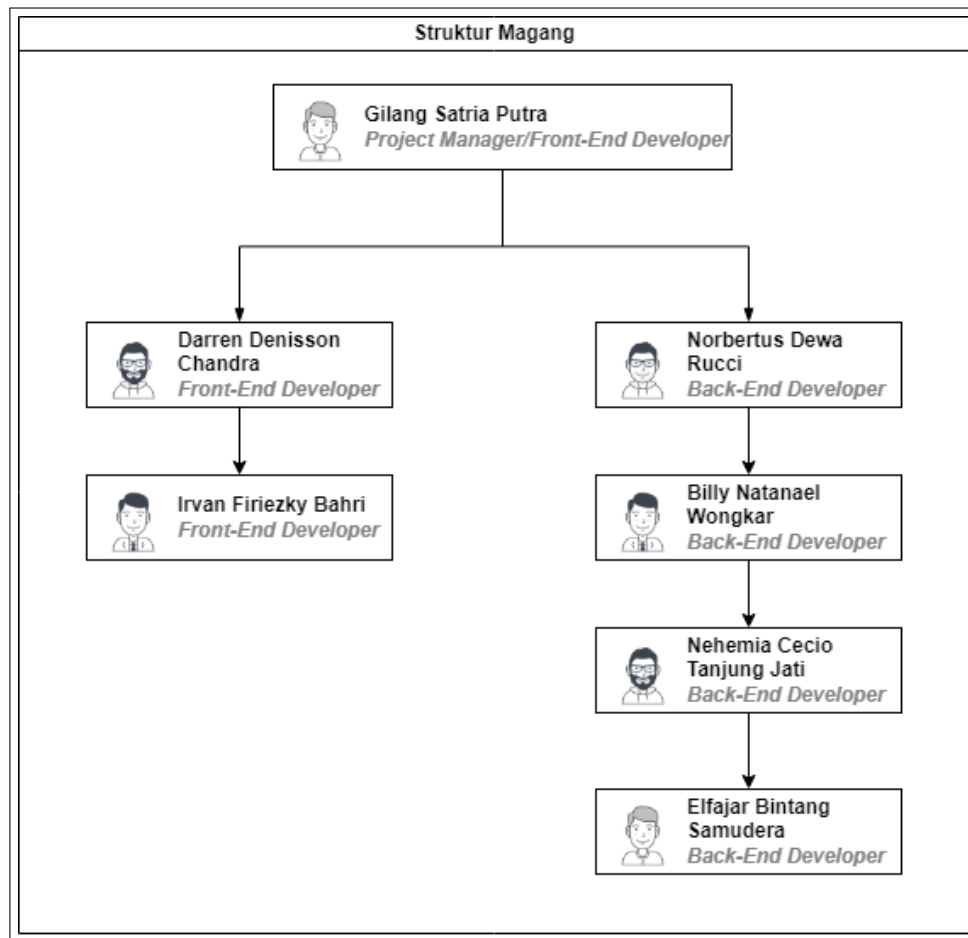 Struktur Magang
Gilang Satria Putra
Project Manager/Front-End Developer
Darren Denisson
Chandra
Front-End Developer
Irvan Firiezky Bahri
Front-End Developer
Norbertus Dewa
Rucci
Back-End Developer
Billy Natanael
Wongkar
Back-End Developer
Nehemia Cecio
Tanjung Jati
Back-End Developer
Elfajar Bintang
Samudera
Back-End Developer